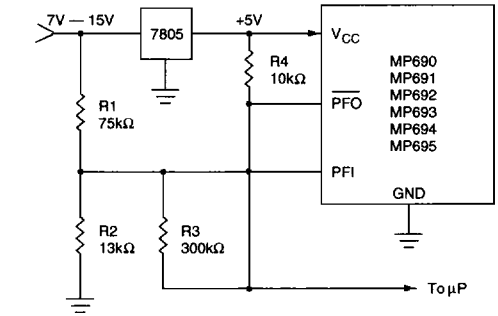 7V — 15V
7805
+5V
VCC
R4
10kΩ
MP690
MP691
MP692
MP693
MP694
MP695
PFO
R1
75kΩ
PFI
GND
R2
13kΩ
R3
300kΩ
To µP